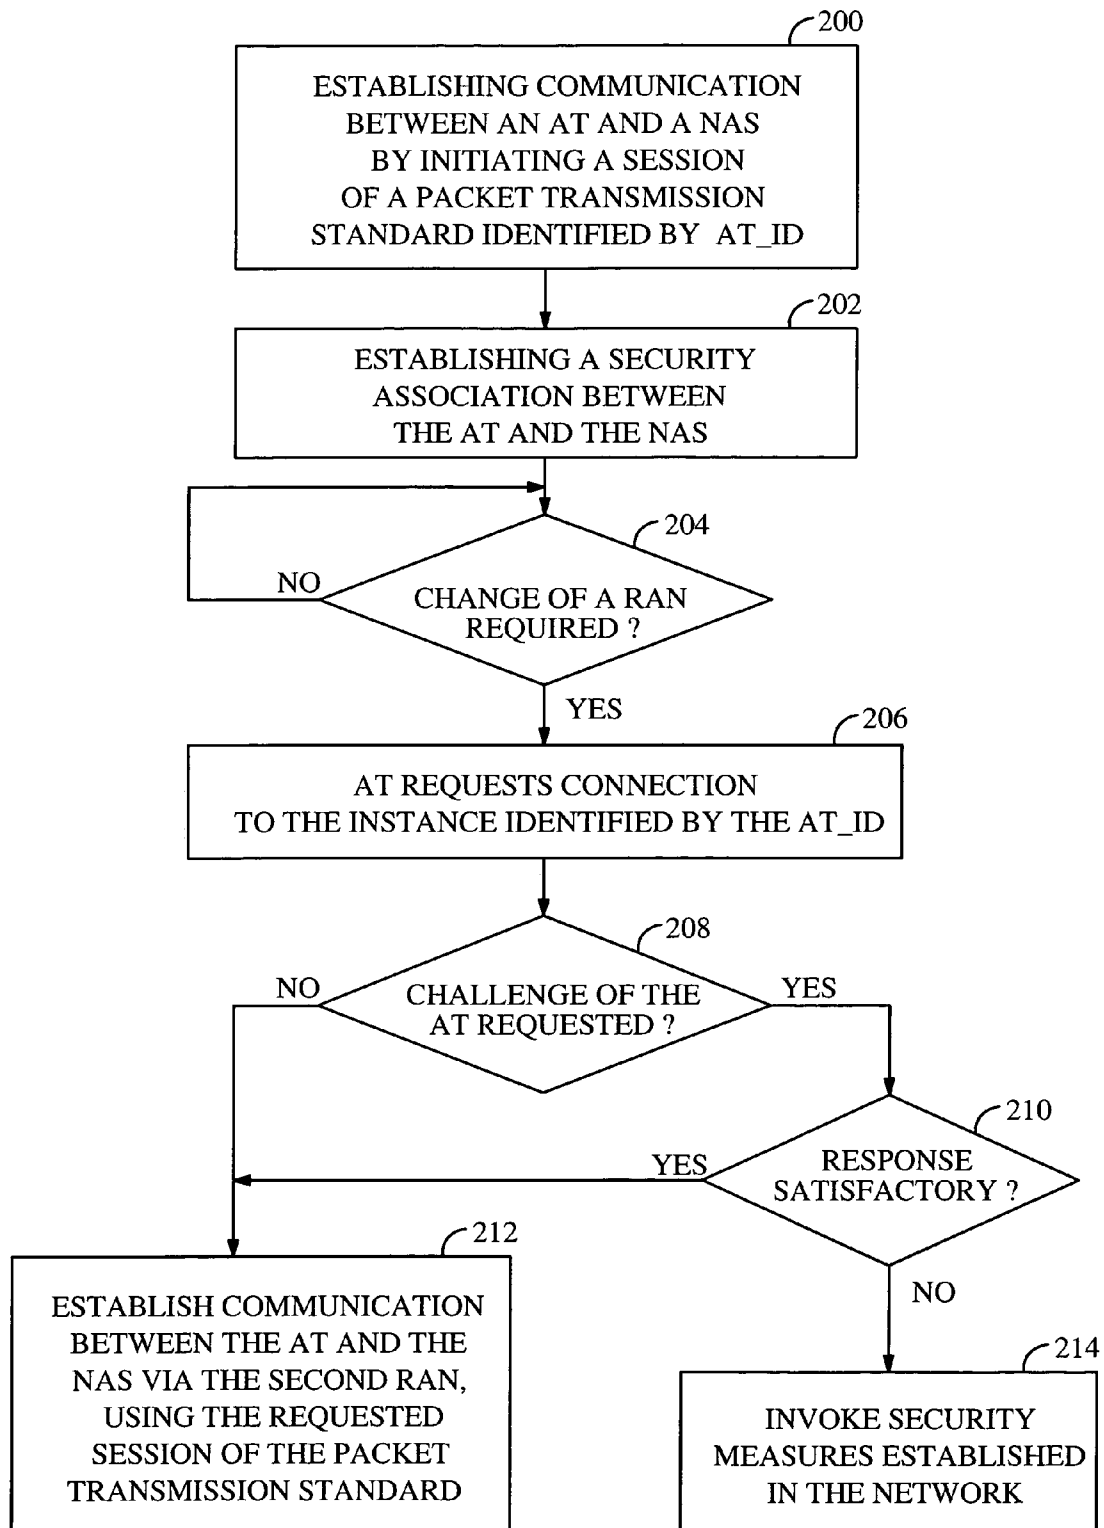 200
ESTABLISHING COMMUNICATION
BETWEEN AN AT AND A NAS
BY INITIATING A SESSION
OF A PACKET TRANSMISSION
STANDARD IDENTIFIED BY AT_ID
202
ESTABLISHING A SECURITY
ASSOCIATION BETWEEN
THE AT AND THE NAS
204
NO
CHANGE OF A RAN
REQUIRED ?
YES
206
AT REQUESTS CONNECTION
TO THE INSTANCE IDENTIFIED BY THE AT_ID
208
NO
CHALLENGE OF THE
AT REQUESTED ?
YES
210
YES
RESPONSE
SATISFACTORY ?
NO
212
ESTABLISH COMMUNICATION
BETWEEN THE AT AND THE
NAS VIA THE SECOND RAN,
USING THE REQUESTED
SESSION OF THE PACKET
TRANSMISSION STANDARD
214
INVOKE SECURITY
MEASURES ESTABLISHED
IN THE NETWORK